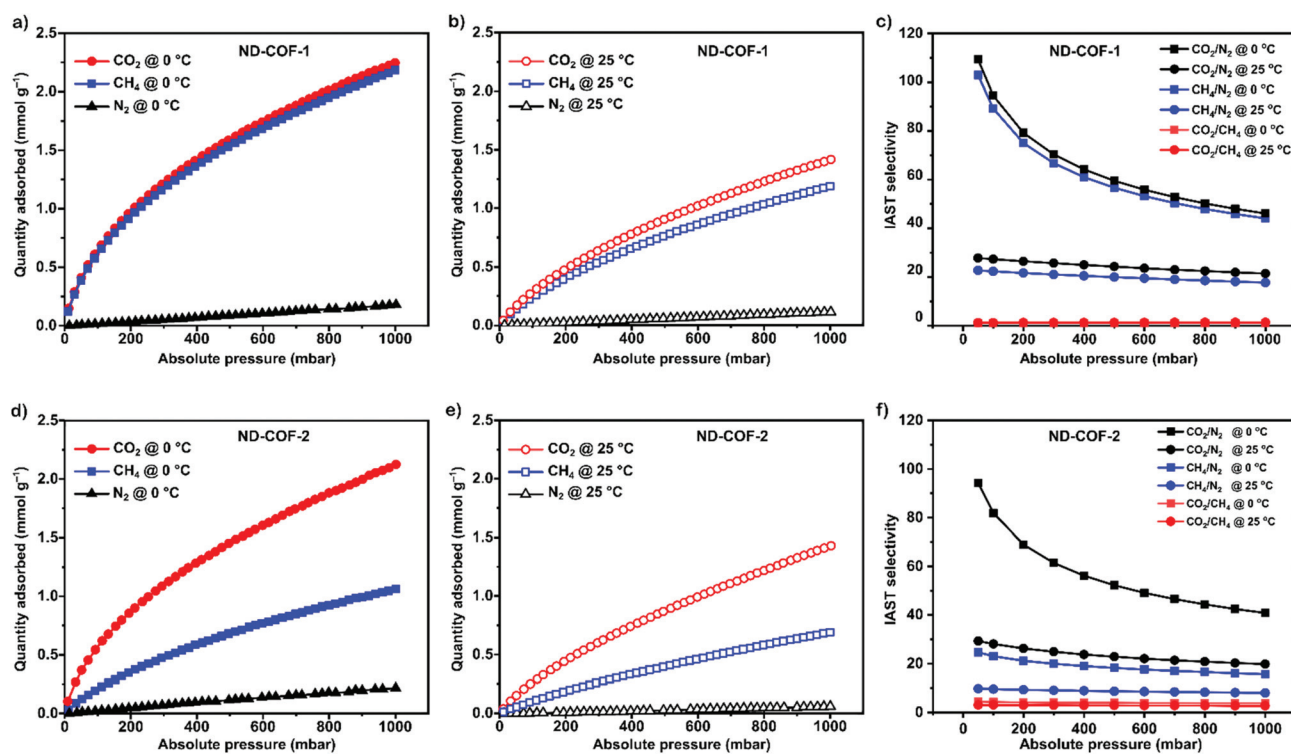 a)
ND-COF-1
CO₂ @ 0 °C
CH₄ @ 0 °C
N₂ @ 0 °C
Quantity adsorbed (mmol g⁻¹)
2.5
2.0
1.5
1.0
0.5
0.0
0 200 400 600 800 1000
Absolute pressure (mbar)
b)
ND-COF-1
CO₂ @ 25 °C
CH₄ @ 25 °C
N₂ @ 25 °C
Quantity adsorbed (mmol g⁻¹)
2.5
2.0
1.5
1.0
0.5
0.0
0 200 400 600 800 1000
Absolute pressure (mbar)
c)
ND-COF-1
CO₂/N₂ @ 0 °C
CO₂/N₂ @ 25 °C
CH₄/N₂ @ 0 °C
CH₄/N₂ @ 25 °C
CO₂/CH₄ @ 0 °C
CO₂/CH₄ @ 25 °C
IAST selectivity
120
100
80
60
40
20
0
0 200 400 600 800 1000
Absolute pressure (mbar)
d)
ND-COF-2
CO₂ @ 0 °C
CH₄ @ 0 °C
N₂ @ 0 °C
Quantity adsorbed (mmol g⁻¹)
2.5
2.0
1.5
1.0
0.5
0.0
0 200 400 600 800 1000
Absolute pressure (mbar)
e)
ND-COF-2
CO₂ @ 25 °C
CH₄ @ 25 °C
N₂ @ 25 °C
Quantity adsorbed (mmol g⁻¹)
2.5
2.0
1.5
1.0
0.5
0.0
0 200 400 600 800 1000
Absolute pressure (mbar)
f)
ND-COF-2
CO₂/N₂ @ 0 °C
CO₂/N₂ @ 25 °C
CH₄/N₂ @ 0 °C
CH₄/N₂ @ 25 °C
CO₂/CH₄ @ 0 °C
CO₂/CH₄ @ 25 °C
IAST selectivity
120
100
80
60
40
20
0
0 200 400 600 800 1000
Absolute pressure (mbar)